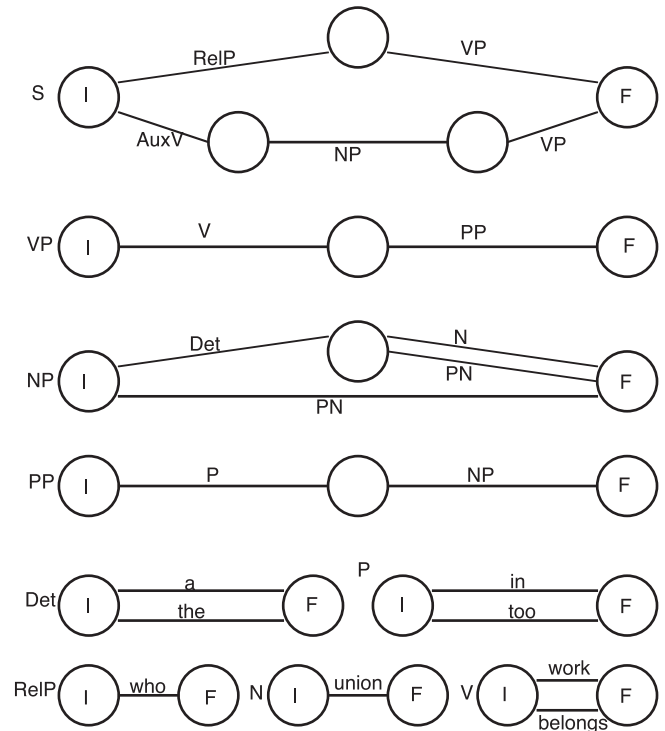 RelP VP
S I F
AuxV NP VP
VP I V PP F
Det N
NP I PN F
PN
PP I P NP F
P
Det I a F I in F
the too
RelP I who F N I union F V I work F
belongs